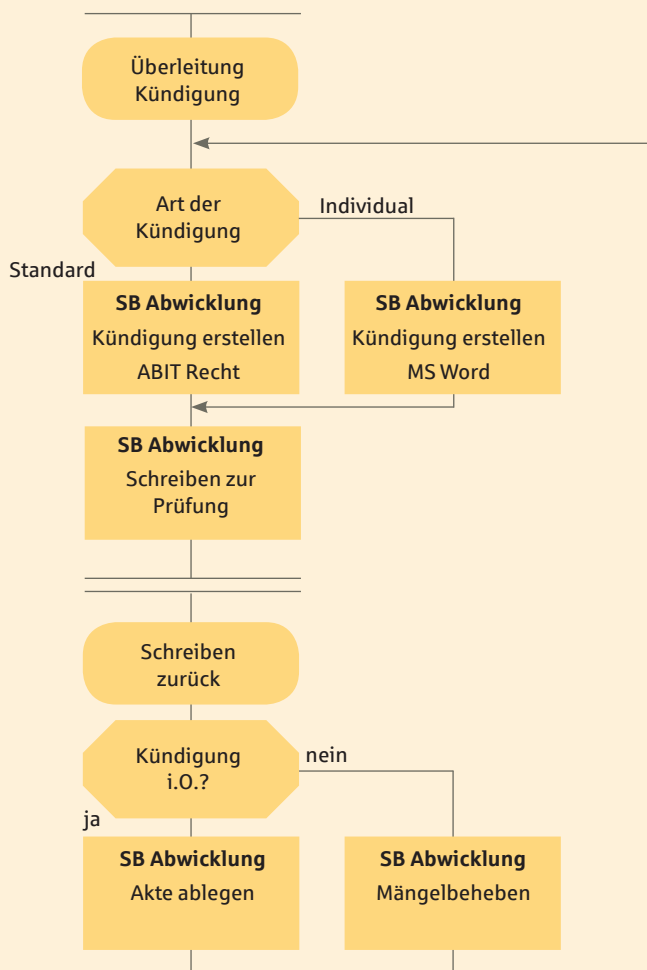 Überleitung
Kündigung
Art der
Kündigung
Individual
Standard
SB Abwicklung
Kündigung erstellen
ABIT Recht
SB Abwicklung
Kündigung erstellen
MS Word
SB Abwicklung
Schreiben zur
Prüfung
Schreiben
zurück
Kündigung
i.O.?
nein
ja
SB Abwicklung
Akte ablegen
SB Abwicklung
Mängelbeheben